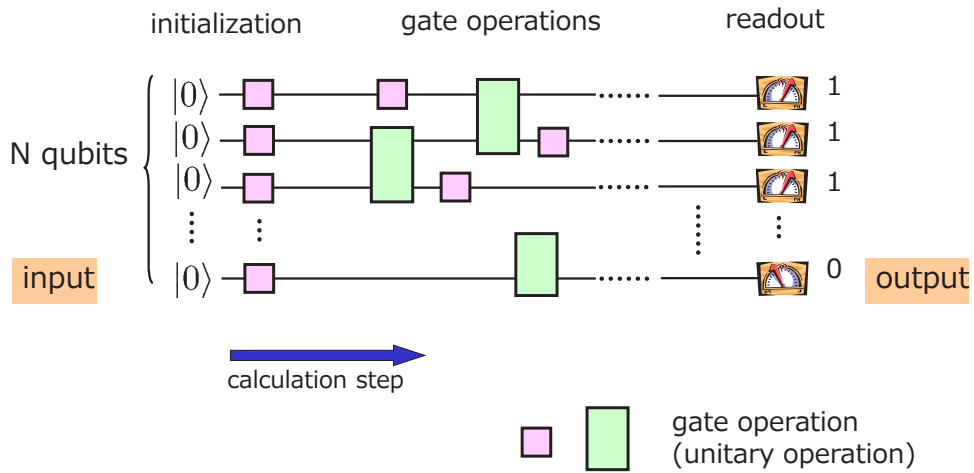 initialization gate operations readout
|0⟩ 1
|0⟩ 1
N qubits
|0⟩ 1
input |0⟩ 0 output
calculation step
gate operation
(unitary operation)